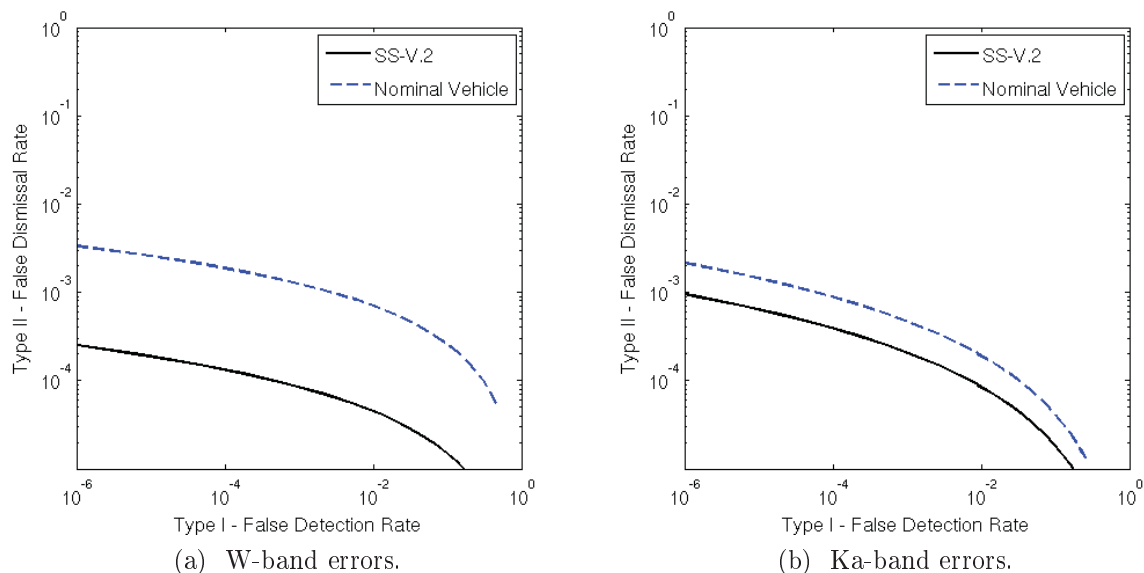 10^0
10^-1
10^-2
10^-3
10^-4
Type II - False Dismissal Rate
SS-V.2
Nominal Vehicle
10^-6
10^-4
10^-2
10^0
Type I - False Detection Rate
(a) W-band errors.
10^0
10^-1
10^-2
10^-3
10^-4
Type II - False Dismissal Rate
SS-V.2
Nominal Vehicle
10^-6
10^-4
10^-2
10^0
Type I - False Detection Rate
(b) Ka-band errors.